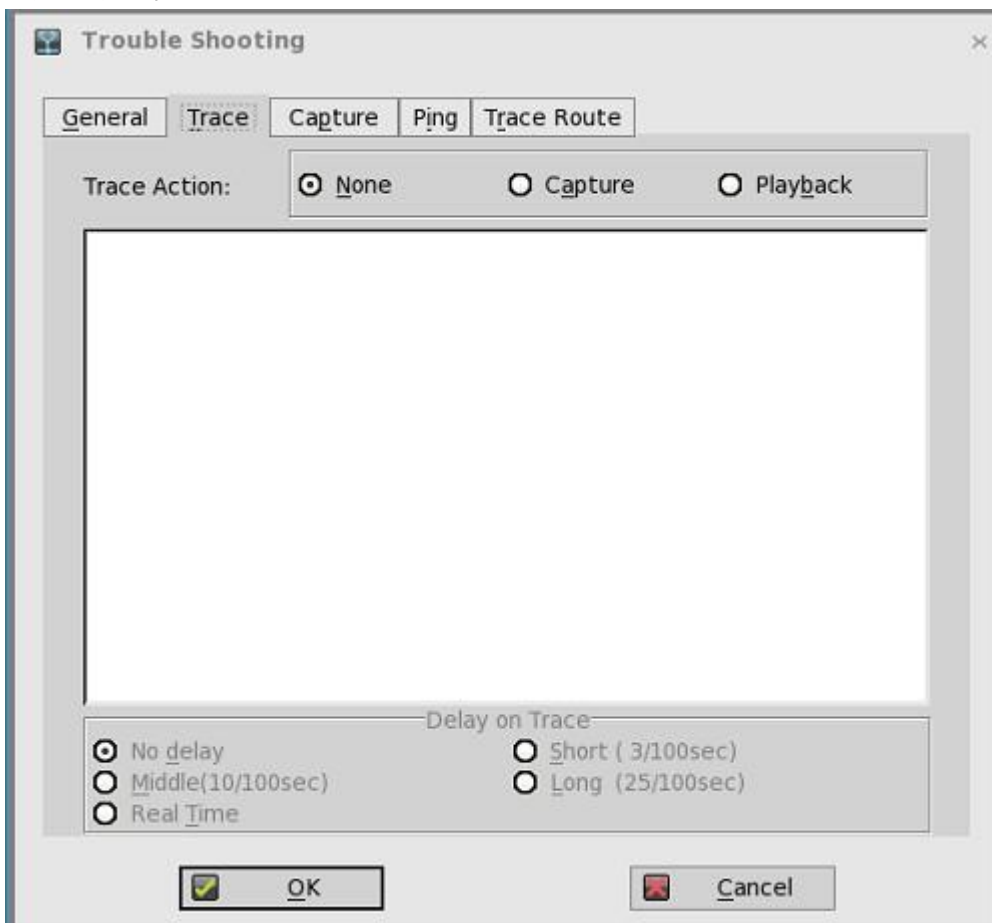 Trouble Shooting
General Trace Capture Ping Trace Route
Trace Action: None Capture Playback
Delay on Trace
No delay Short ( 3/100sec)
Middle(10/100sec) Long (25/100sec)
Real Time
OK Cancel